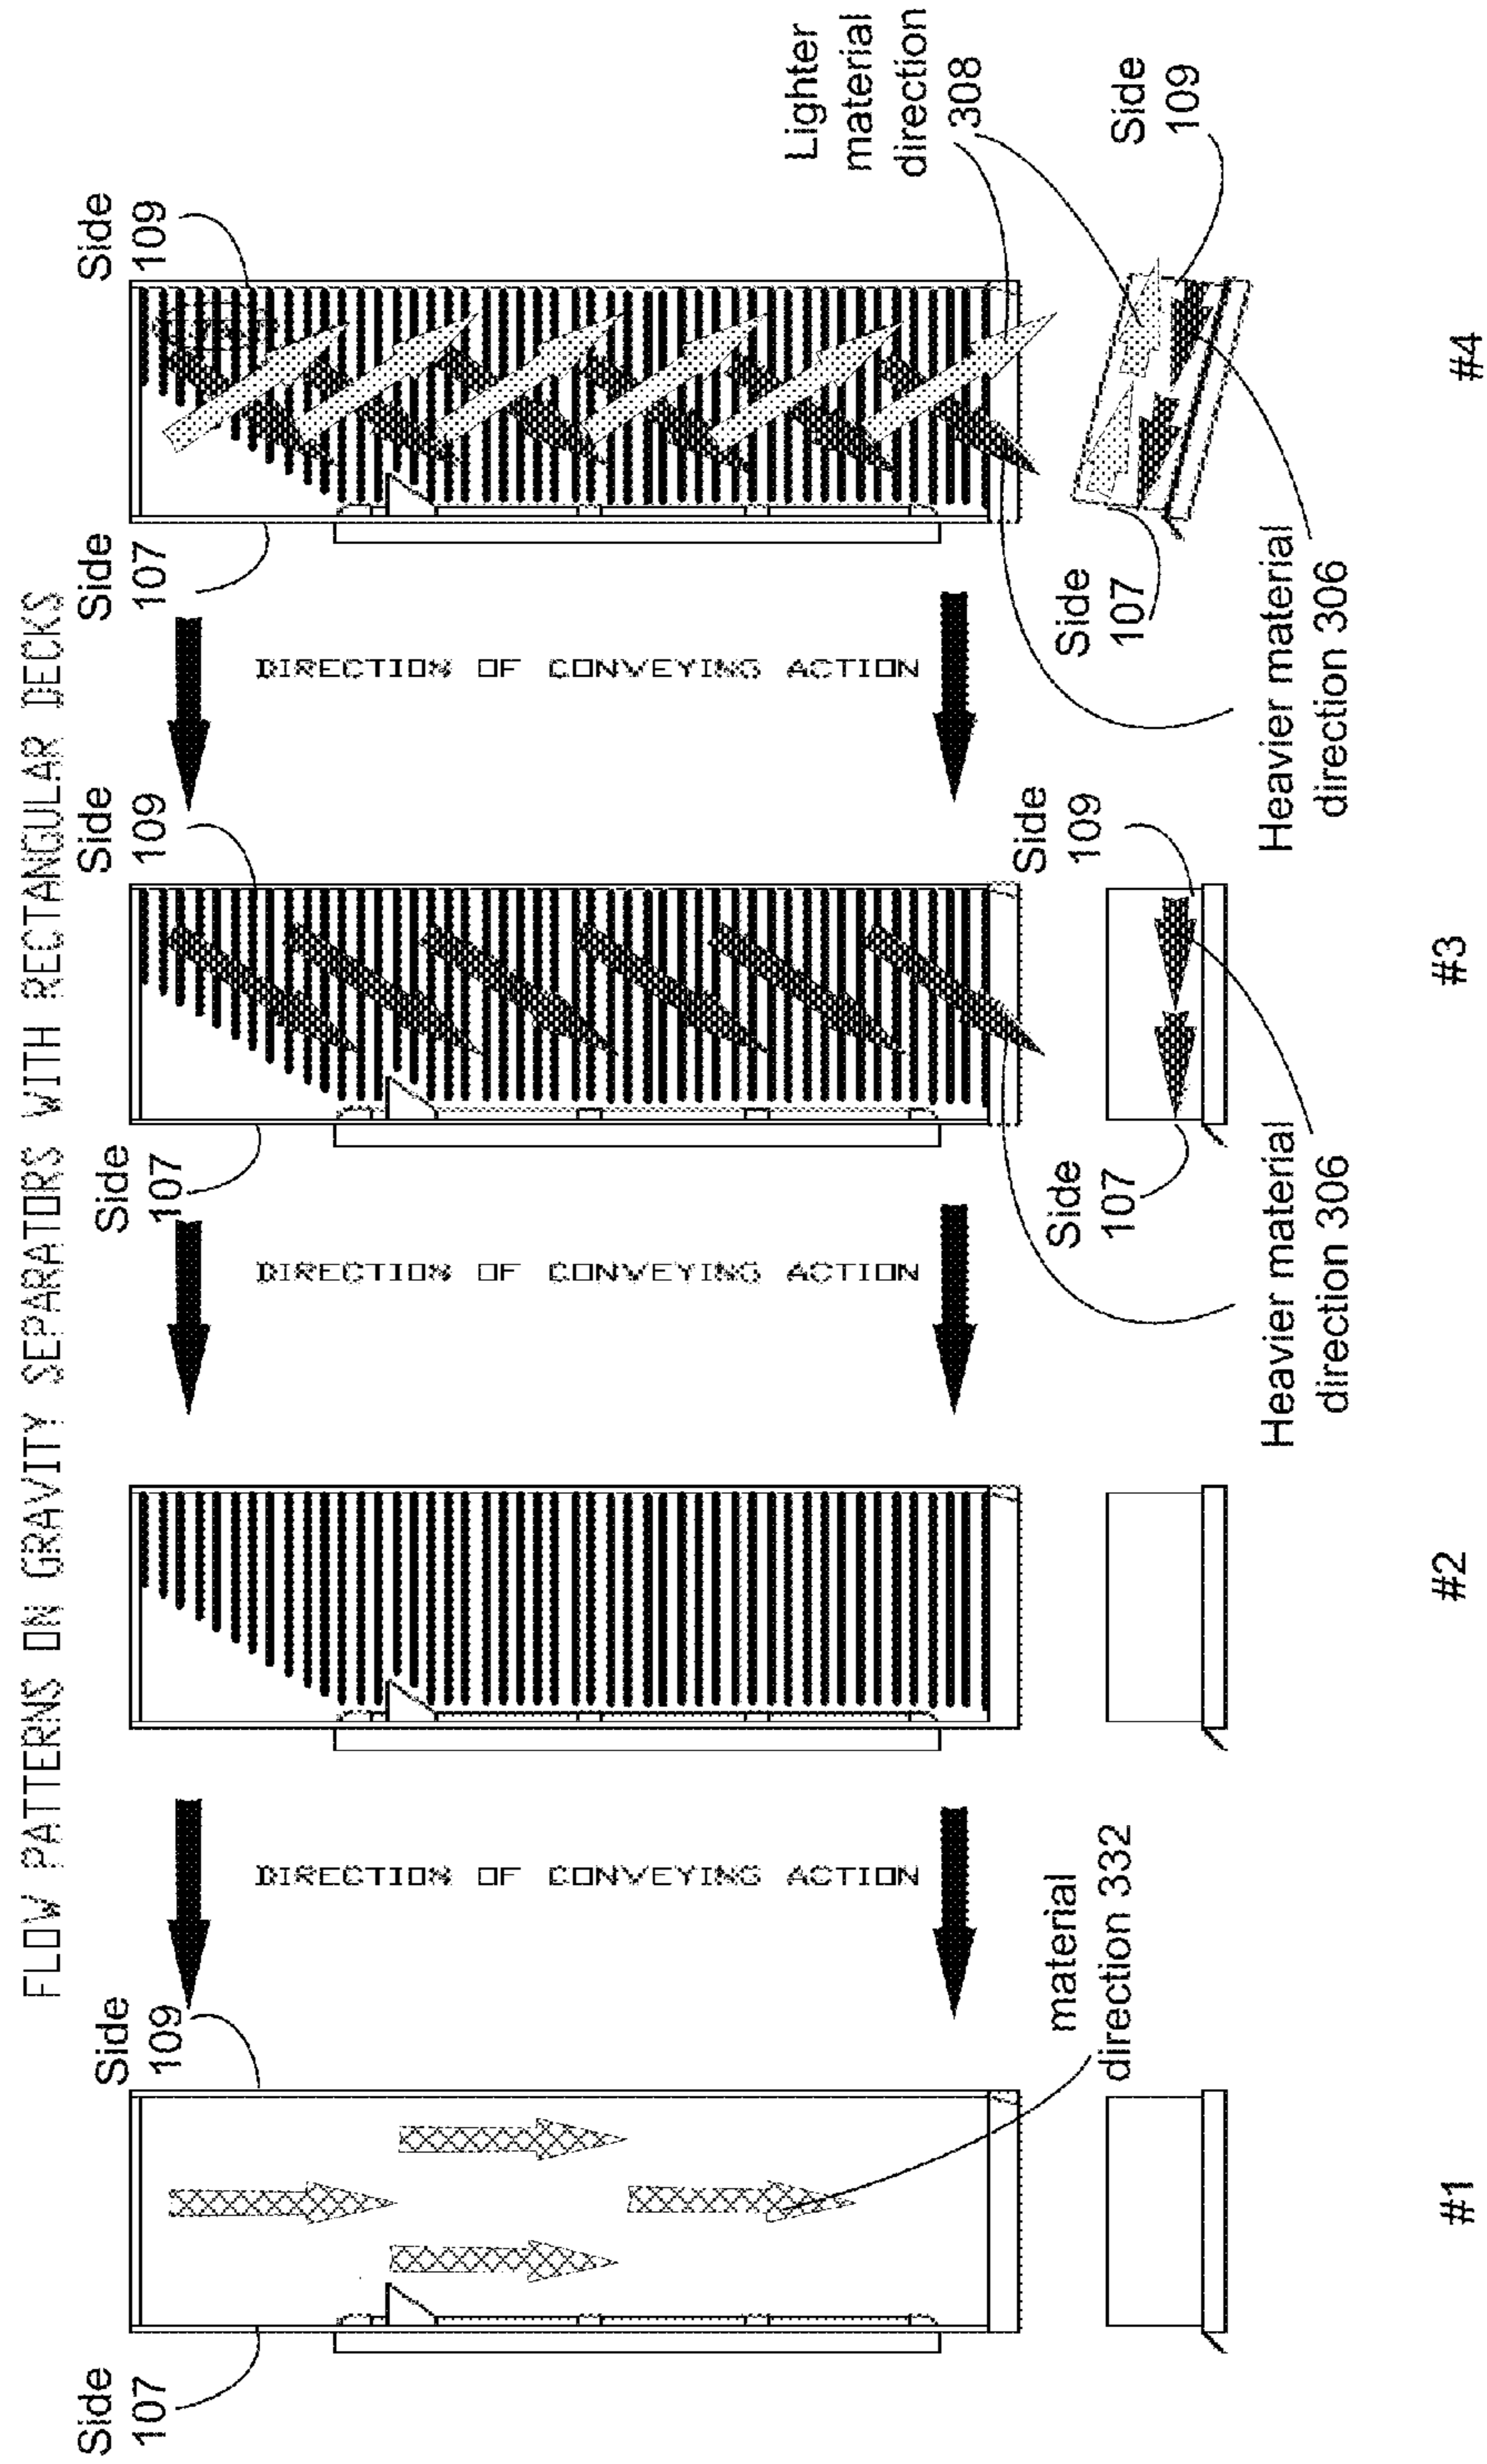 FLOW PATTERNS ON GRAVITY SEPARATORS WITH RECTANGULAR DECKS
Side
107
Side
109
material
direction 332
#1
DIRECTION OF CONVEYING ACTION
#2
DIRECTION OF CONVEYING ACTION
Side
107
Side
109
Side
107
Side
109
Heavier material
direction 306
#3
DIRECTION OF CONVEYING ACTION
Side
107
Side
109
Lighter
material
direction
308
Side
107
Side
109
Heavier material
direction 306
#4